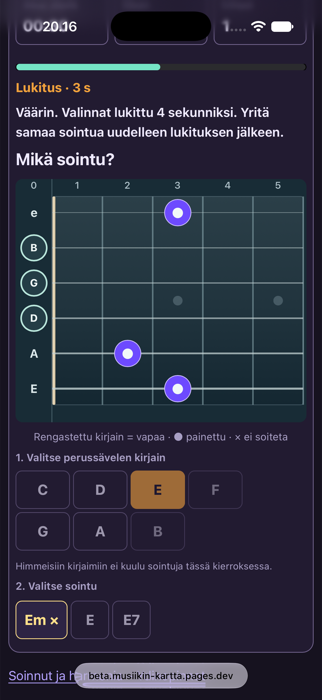 20.16
Lukitus · 3 s
Väärin. Valinnat lukittu 4 sekunniksi. Yritä
samaa sointua uudelleen lukituksen jälkeen.
Mikä sointu?
0 1 2 3 4 5
e
B
G
D
A
E
Rengastettu kirjain = vapaa · ● painettu · × ei soiteta
1. Valitse perussävelen kirjain
C D E F
G A B
Himmeisiin kirjaimiin ei kuulu sointuja tässä kierroksessa.
2. Valitse sointu
Em × E E7
Soinnut ja
beta.musiikin-kartta.pages.dev